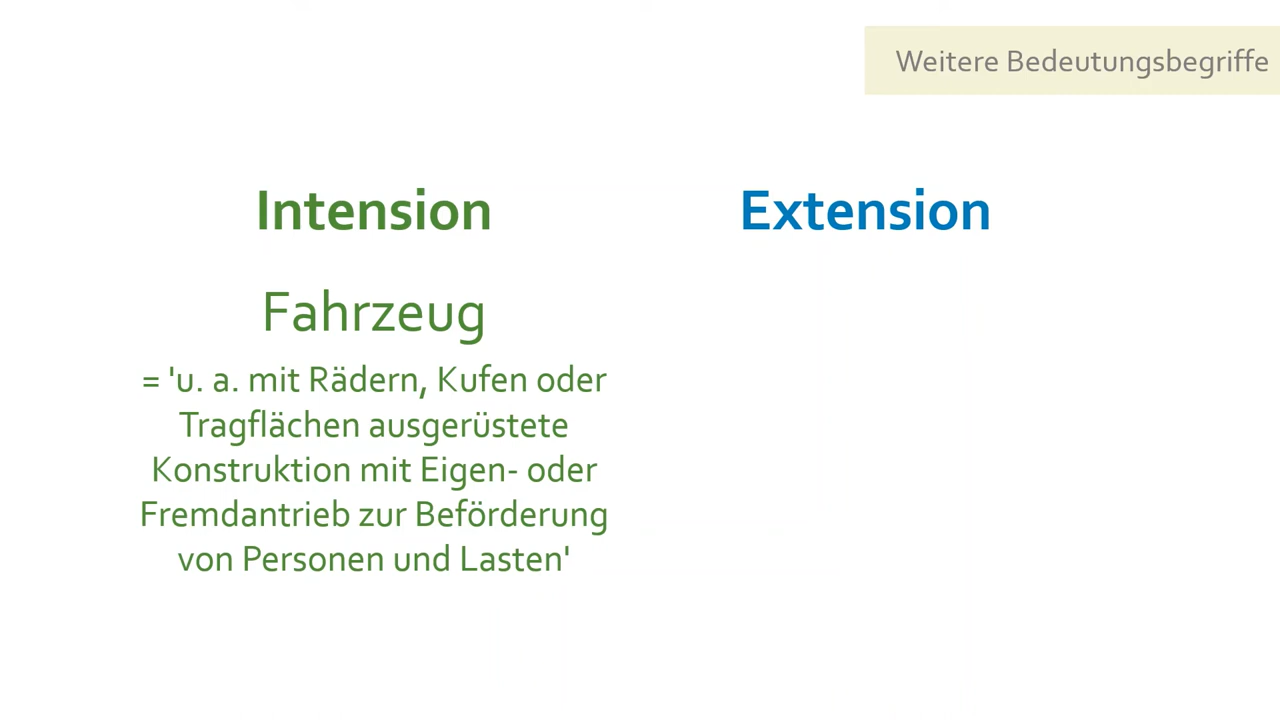 Weitere Bedeutungsbegriffe
Intension
Extension
Fahrzeug
= 'u. a. mit Rädern, Kufen oder
Tragflächen ausgerüstete
Konstruktion mit Eigen- oder
Fremdantrieb zur Beförderung
von Personen und Lasten'